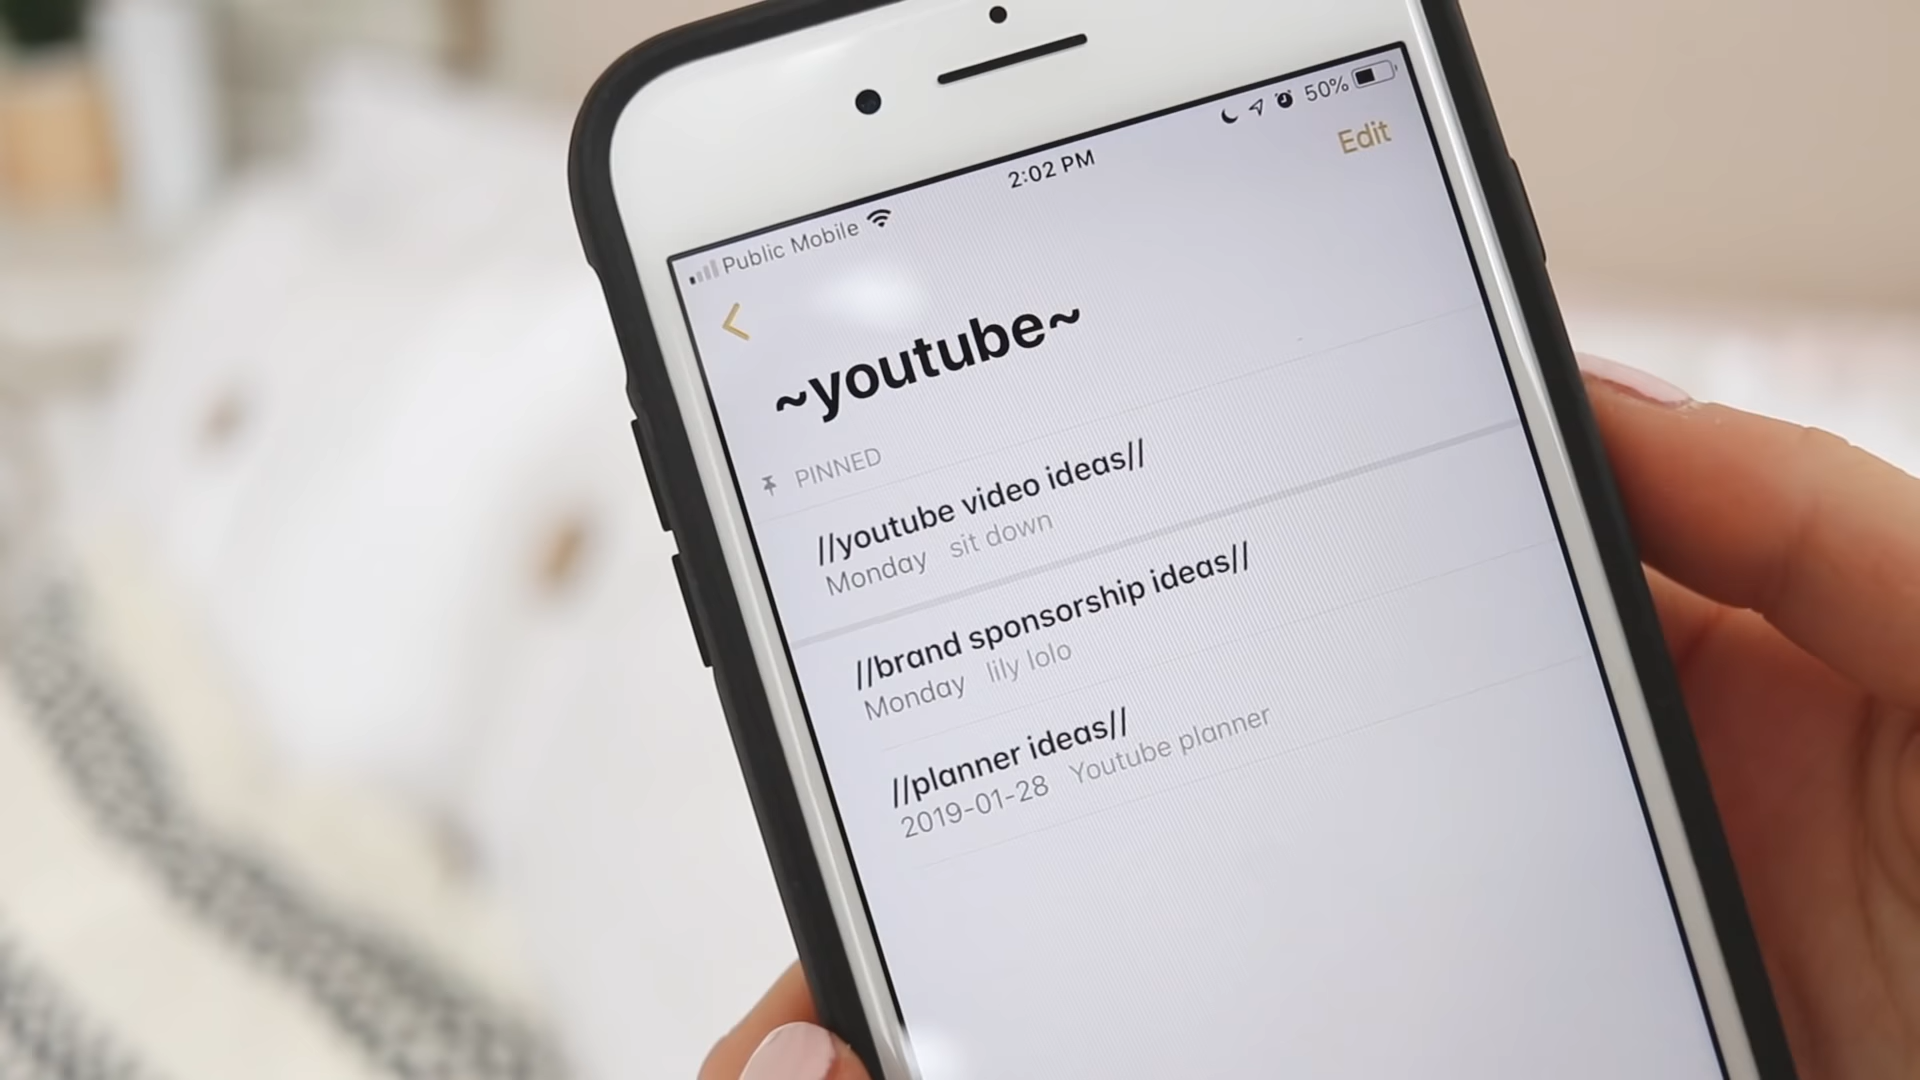 Public Mobile 2:02 PM 50%
Edit
~youtube~
PINNED
//youtube video ideas//
Monday sit down
//brand sponsorship ideas//
Monday lily lolo
//planner ideas//
2019-01-28 Youtube planner